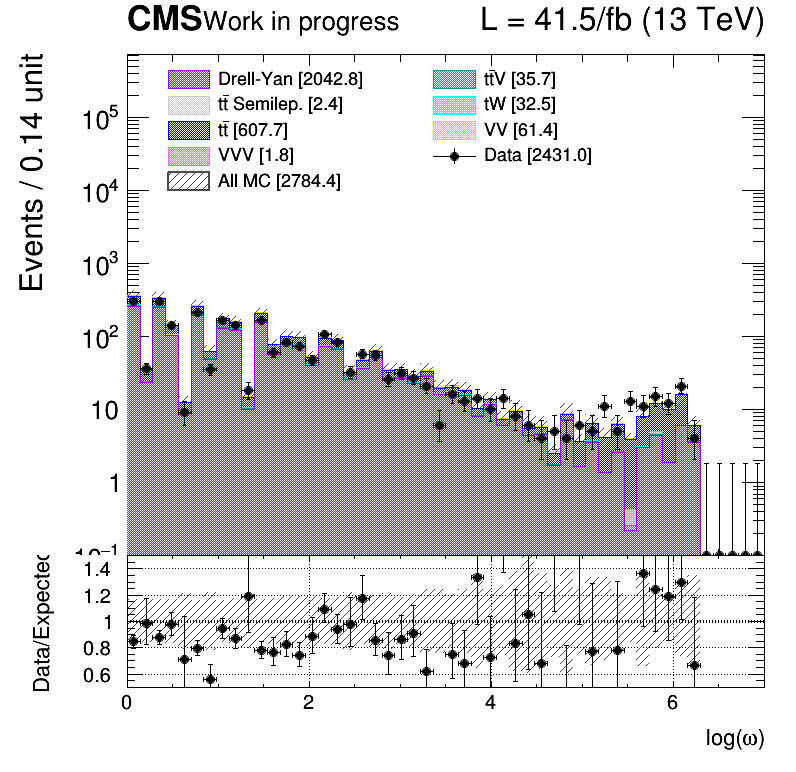 CMS Work in progress L = 41.5/fb (13 TeV)
Events / 0.14 unit
Drell-Yan [2042.8]
tt̄ Semilep. [2.4]
tt̄ [607.7]
VVV [1.8]
All MC [2784.4]
tt̄V [35.7]
tW [32.5]
VV [61.4]
Data [2431.0]
10⁵
10⁴
10³
10²
10
1
10⁻¹
Data/Expected
1.4
1.2
1
0.8
0.6
0 2 4 6
log(ω)